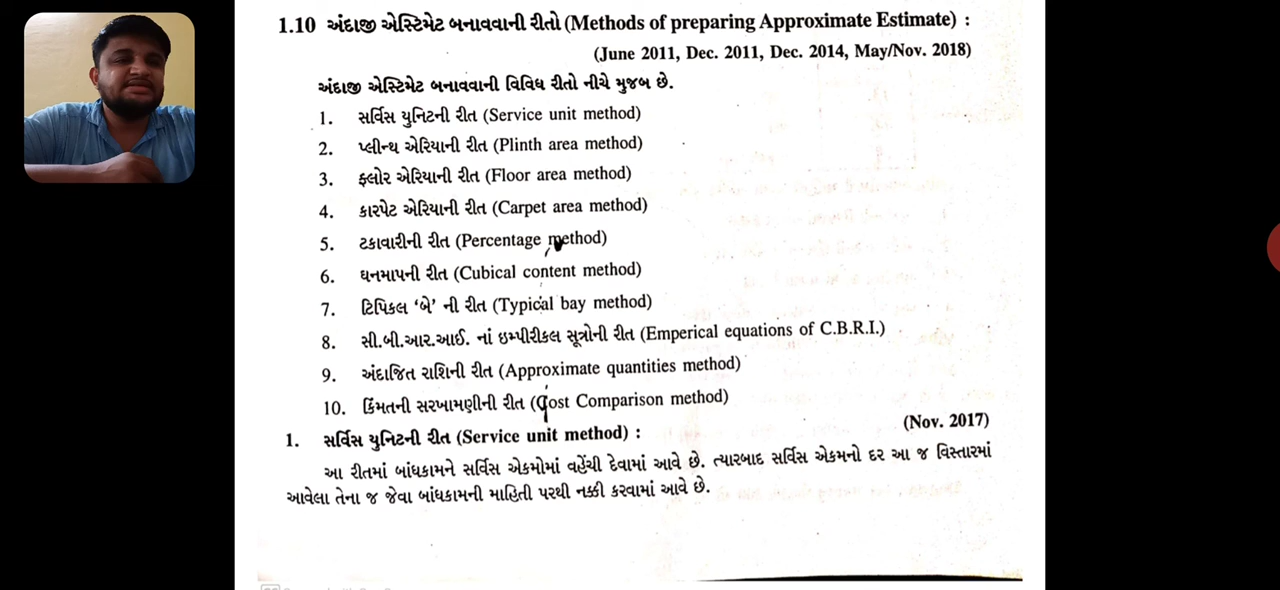 1.10 અંદાજી એસ્ટિમેટ બનાવવાની રીતો (Methods of preparing Approximate Estimate) :
(June 2011, Dec. 2011, Dec. 2014, May/Nov. 2018)
અંદાજી એસ્ટિમેટ બનાવવાની વિવિધ રીતો નીચે મુજબ છે.
1. સર્વિસ યુનિટની રીત (Service unit method)
2. પ્લીન્થ એરિયાની રીત (Plinth area method)
3. ફ્લોર એરિયાની રીત (Floor area method)
4. કારપેટ એરિયાની રીત (Carpet area method)
5. ટકાવારીની રીત (Percentage method)
6. ઘનમાપની રીત (Cubical content method)
7. ટિપિકલ ‘બે’ ની રીત (Typical bay method)
8. સી.બી.આર.આઈ. નાં ઇમ્પીરીકલ સૂત્રોની રીત (Emperical equations of C.B.R.I.)
9. અંદાજિત રાશિની રીત (Approximate quantities method)
10. કિંમતની સરખામણીની રીત (Cost Comparison method)
(Nov. 2017)
1. સર્વિસ યુનિટની રીત (Service unit method) :
આ રીતમાં બાંધકામને સર્વિસ એકમોમાં વહેંચી દેવામાં આવે છે. ત્યારબાદ સર્વિસ એકમનો દર આ જ વિસ્તારમાં
આવેલા તેના જ જેવા બાંધકામની માહિતી પરથી નક્કી કરવામાં આવે છે.